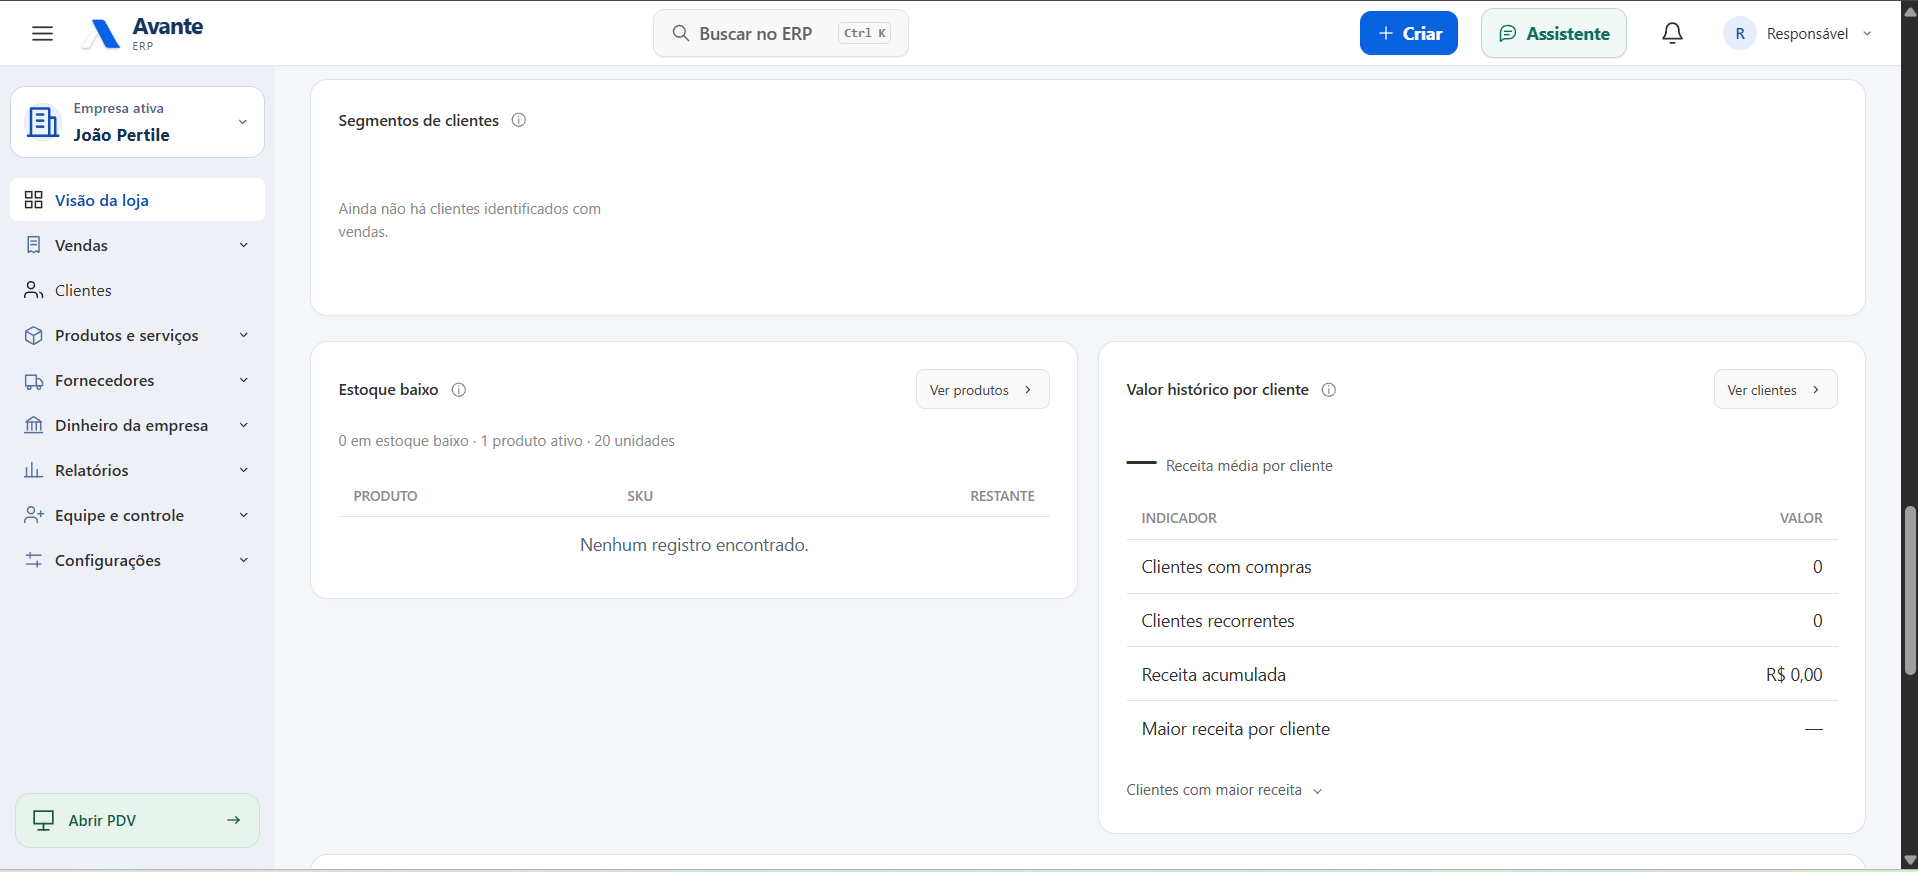 Avante
ERP
Buscar no ERP
Ctrl K
Criar
Assistente
R
Responsável
Empresa ativa
João Pertile
Visão da loja
Vendas
Clientes
Produtos e serviços
Fornecedores
Dinheiro da empresa
Relatórios
Equipe e controle
Configurações
Abrir PDV
Segmentos de clientes
Ainda não há clientes identificados com
vendas.
Estoque baixo
Ver produtos
0 em estoque baixo · 1 produto ativo · 20 unidades
PRODUTO SKU RESTANTE
Nenhum registro encontrado.
Valor histórico por cliente
Ver clientes
Receita média por cliente
INDICADOR VALOR
Clientes com compras 0
Clientes recorrentes 0
Receita acumulada R$ 0,00
Maior receita por cliente —
Clientes com maior receita